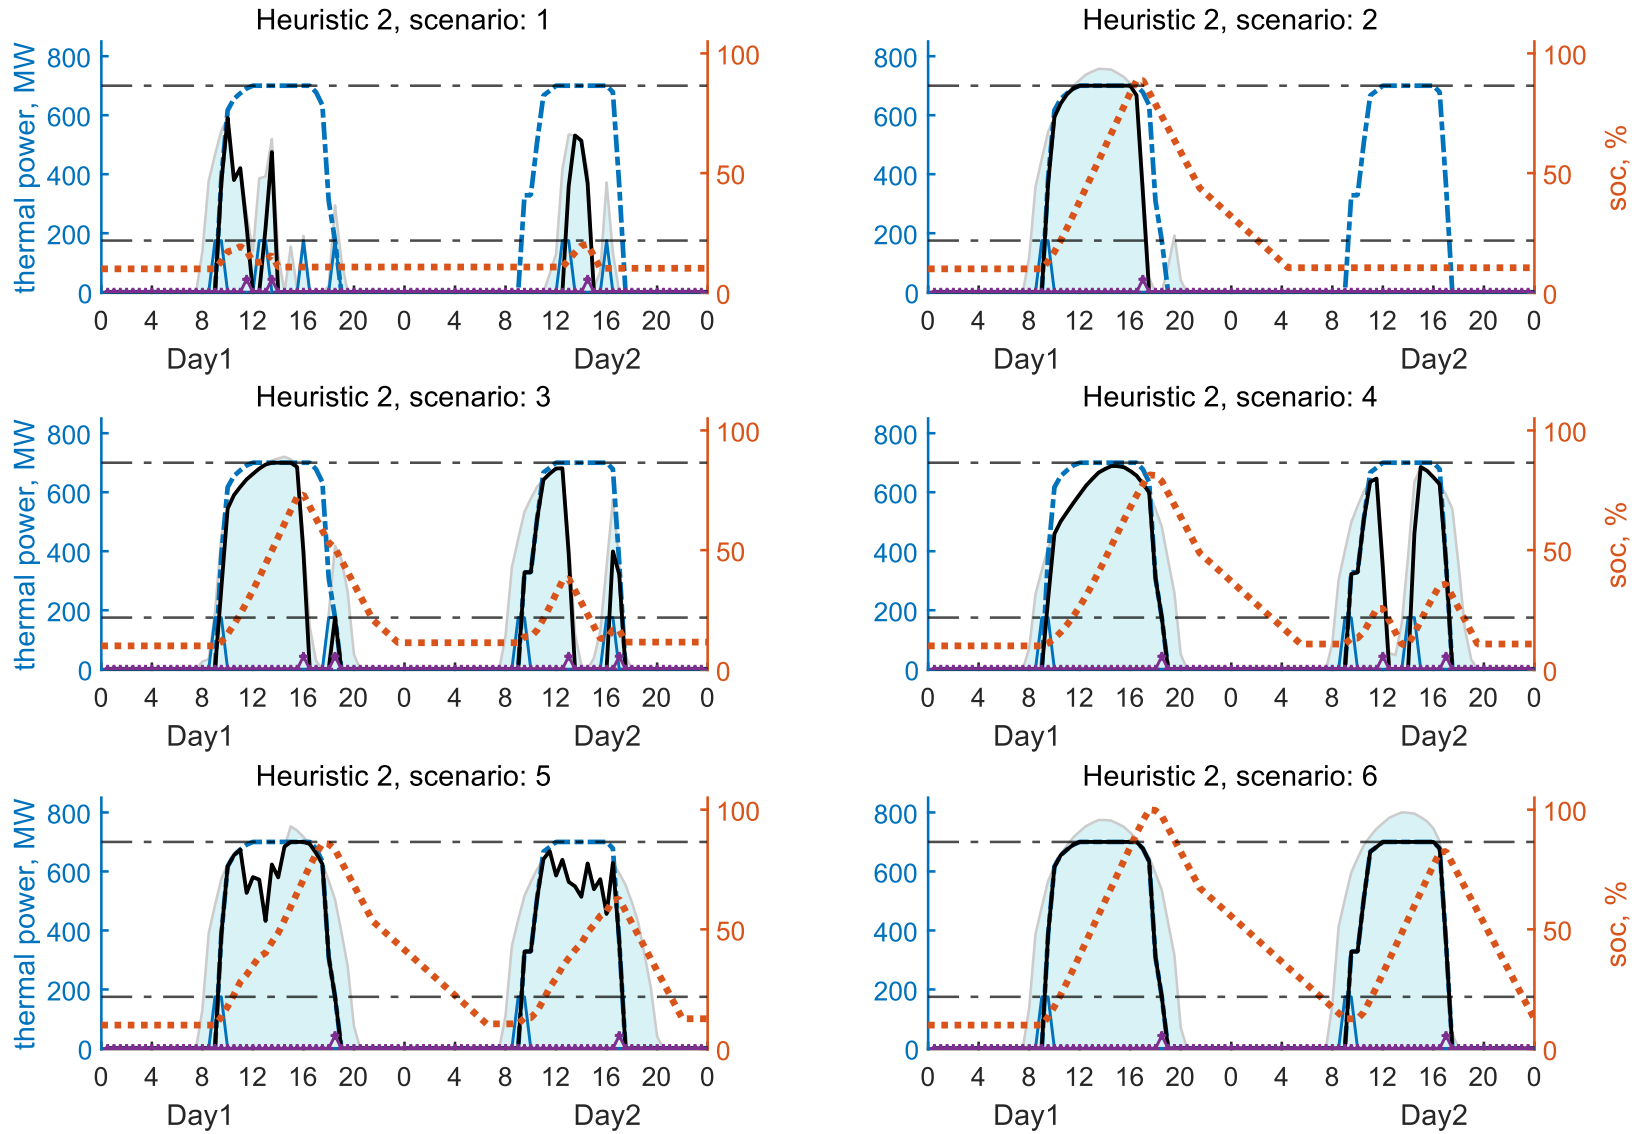 Heuristic 2, scenario: 1
thermal power, MW
800
600
400
200
0
100
50
0
0 4 8 12 16 20 0 4 8 12 16 20 0
Day1 Day2
Heuristic 2, scenario: 2
800
600
400
200
0
100
50
0
soc, %
0 4 8 12 16 20 0 4 8 12 16 20 0
Day1 Day2
Heuristic 2, scenario: 3
thermal power, MW
800
600
400
200
0
100
50
0
0 4 8 12 16 20 0 4 8 12 16 20 0
Day1 Day2
Heuristic 2, scenario: 4
800
600
400
200
0
100
50
0
soc, %
0 4 8 12 16 20 0 4 8 12 16 20 0
Day1 Day2
Heuristic 2, scenario: 5
thermal power, MW
800
600
400
200
0
100
50
0
0 4 8 12 16 20 0 4 8 12 16 20 0
Day1 Day2
Heuristic 2, scenario: 6
800
600
400
200
0
100
50
0
soc, %
0 4 8 12 16 20 0 4 8 12 16 20 0
Day1 Day2